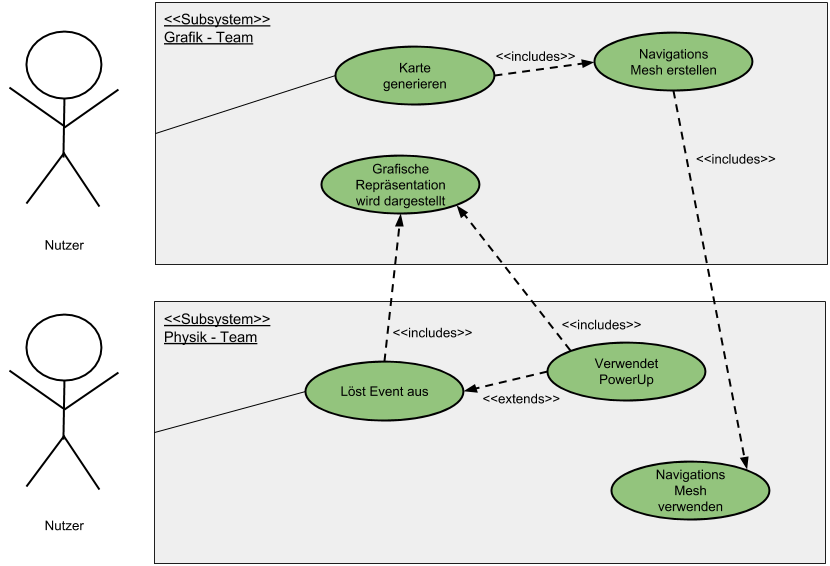 <<Subsystem>>
Grafik - Team
Karte
generieren
<<includes>>
Navigations
Mesh erstellen
<<includes>>
Grafische
Repräsentation
wird dargestellt
Nutzer
<<Subsystem>>
Physik - Team
<<includes>>
<<includes>>
Löst Event aus
Verwendet
PowerUp
<<extends>>
Navigations
Mesh
verwenden
Nutzer